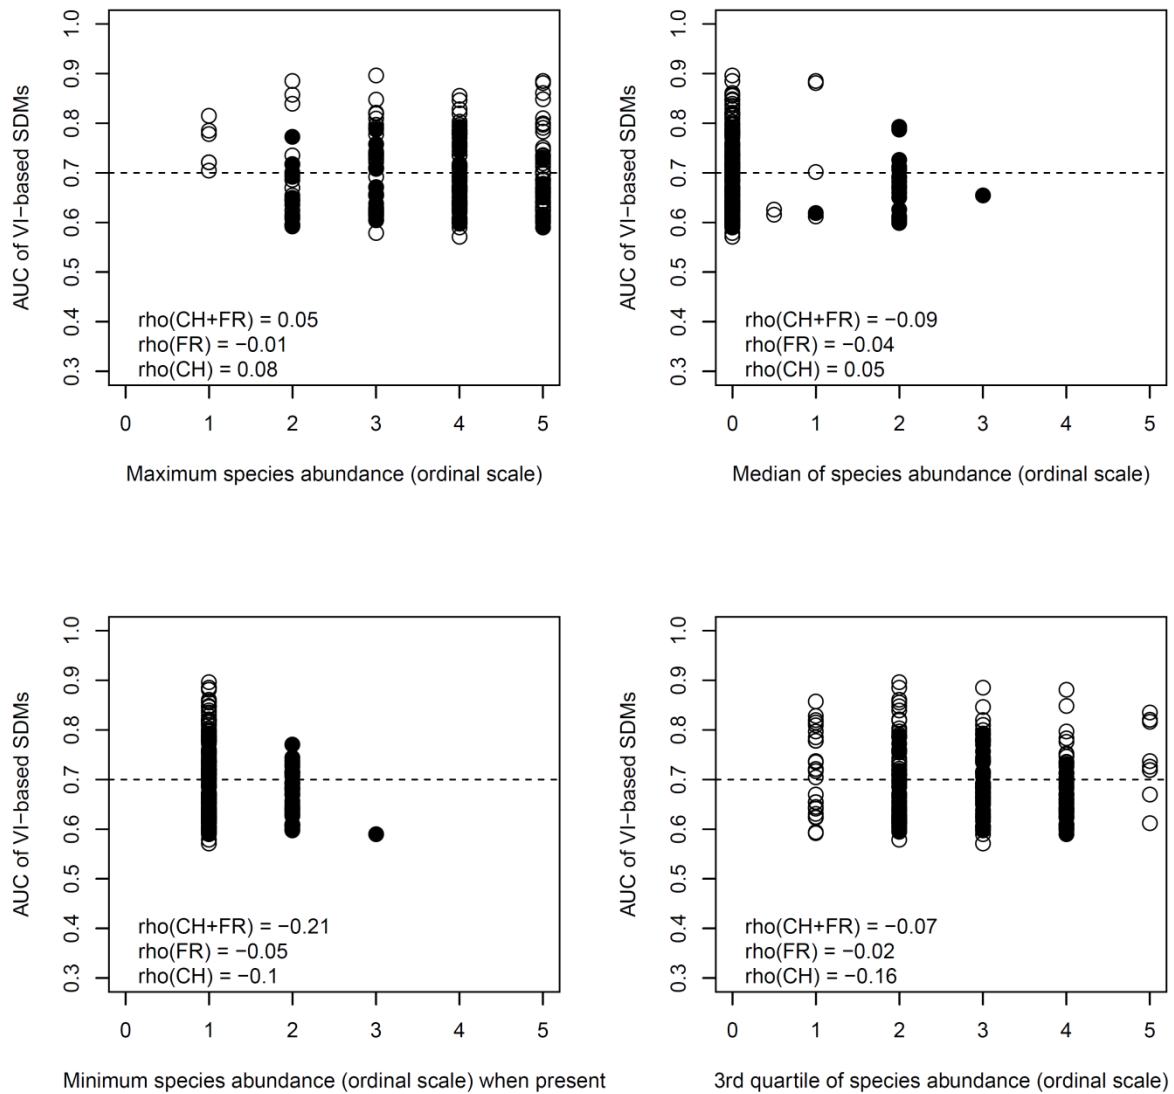 AUC of VI−based SDMs
1.0
0.9
0.8
0.7
0.6
0.5
0.4
0.3
rho(CH+FR) = 0.05
rho(FR) = −0.01
rho(CH) = 0.08
0 1 2 3 4 5
Maximum species abundance (ordinal scale)
AUC of VI−based SDMs
1.0
0.9
0.8
0.7
0.6
0.5
0.4
0.3
rho(CH+FR) = −0.09
rho(FR) = −0.04
rho(CH) = 0.05
0 1 2 3 4 5
Median of species abundance (ordinal scale)
AUC of VI−based SDMs
1.0
0.9
0.8
0.7
0.6
0.5
0.4
0.3
rho(CH+FR) = −0.21
rho(FR) = −0.05
rho(CH) = −0.1
0 1 2 3 4 5
Minimum species abundance (ordinal scale) when present
AUC of VI−based SDMs
1.0
0.9
0.8
0.7
0.6
0.5
0.4
0.3
rho(CH+FR) = −0.07
rho(FR) = −0.02
rho(CH) = −0.16
0 1 2 3 4 5
3rd quartile of species abundance (ordinal scale)